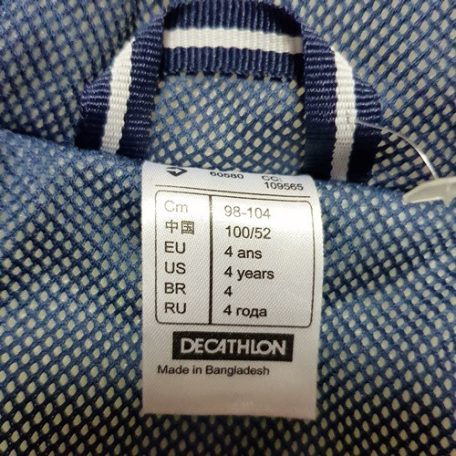 60580 CC:
109565
Cm 98-104
中国 100/52
EU 4 ans
US 4 years
BR 4
RU 4 года
DECATHLON
Made in Bangladesh